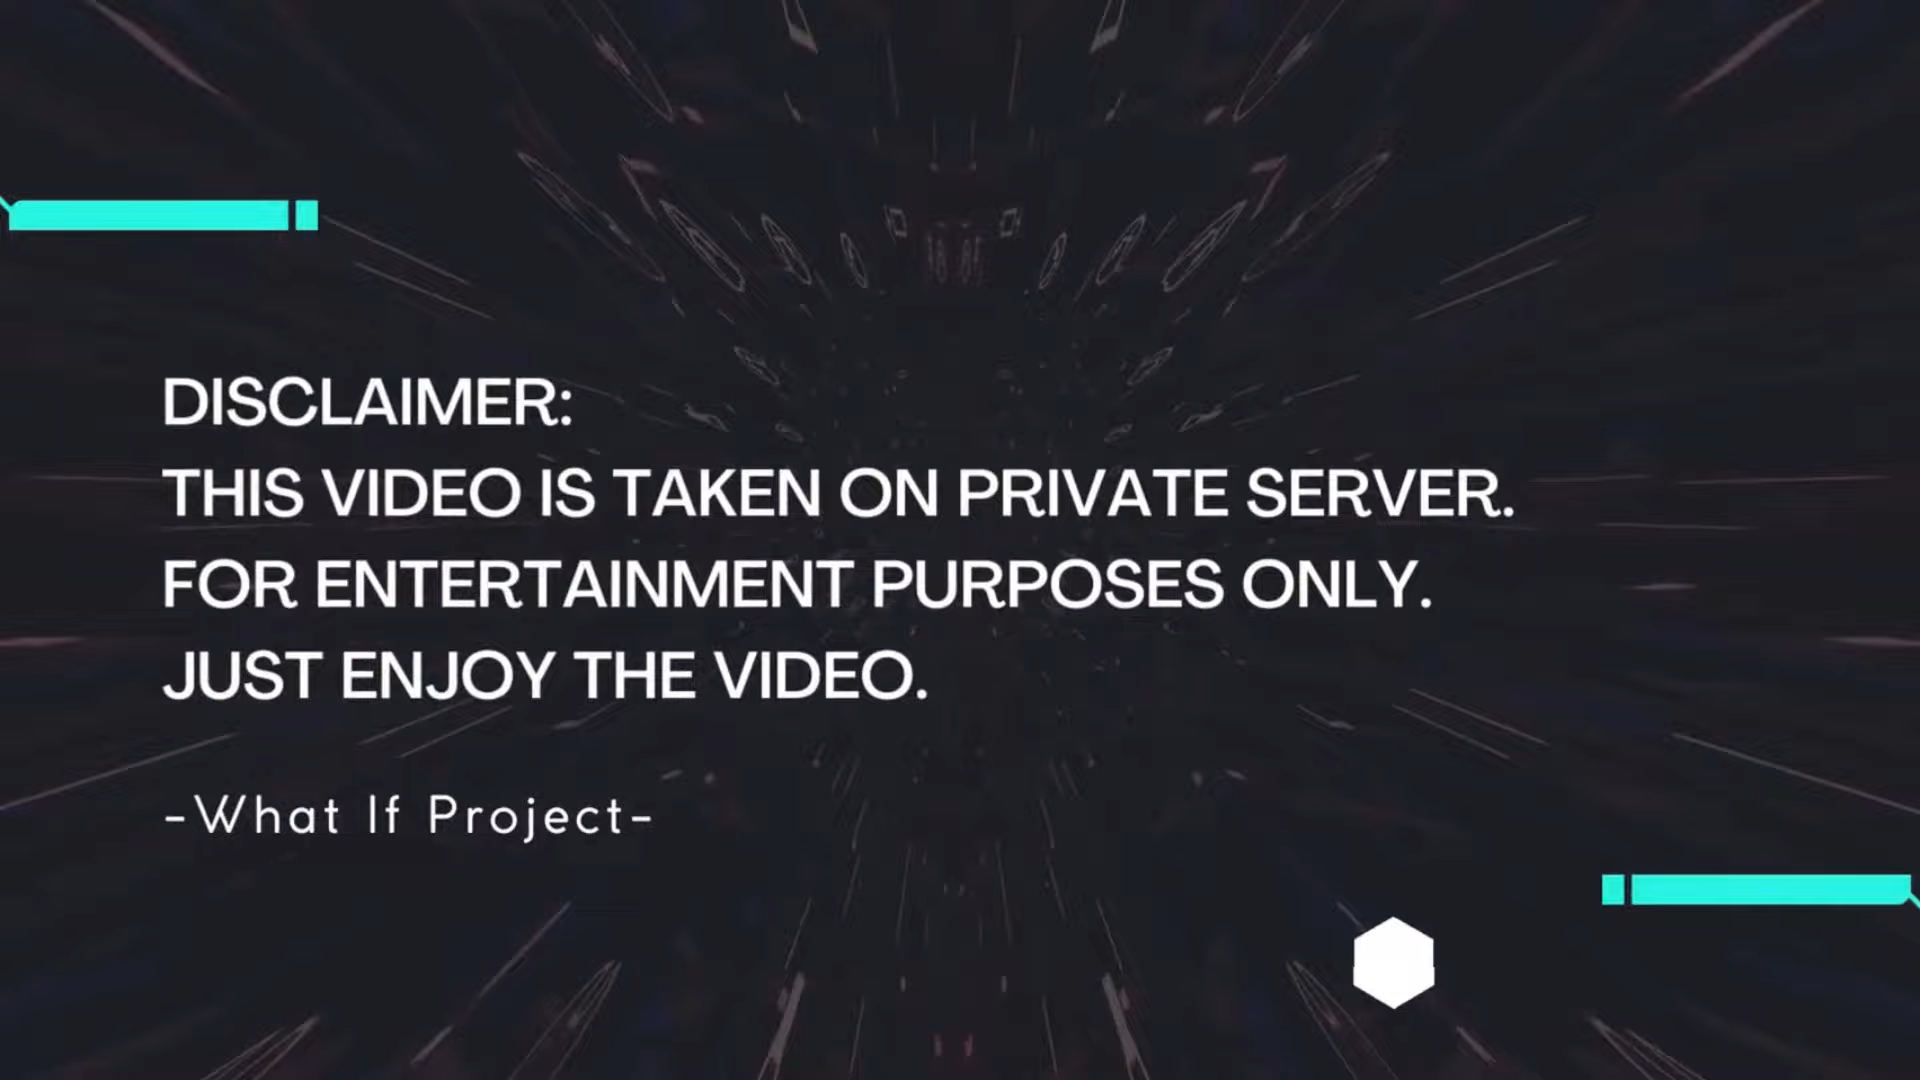 DISCLAIMER:
THIS VIDEO IS TAKEN ON PRIVATE SERVER.
FOR ENTERTAINMENT PURPOSES ONLY.
JUST ENJOY THE VIDEO.
-What If Project-